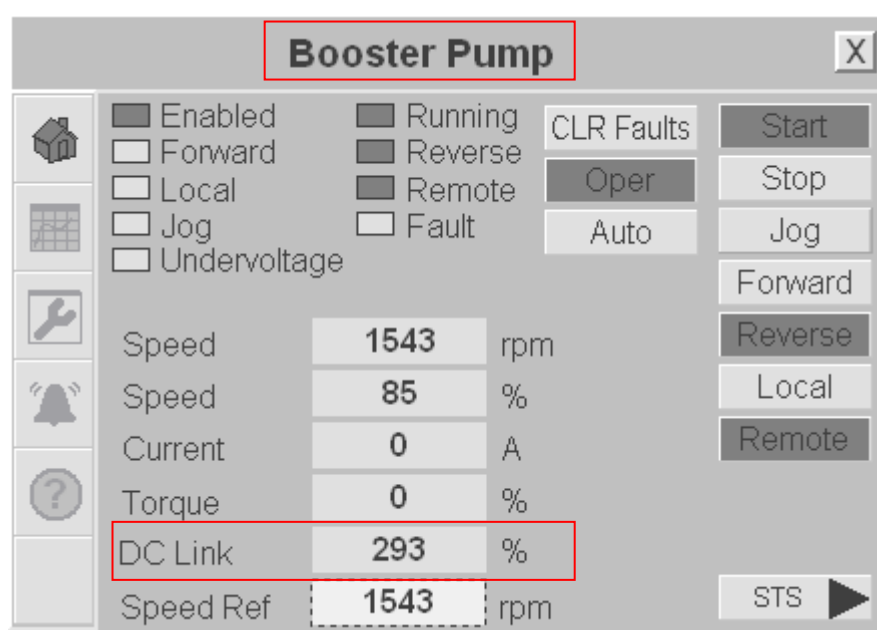 Booster Pump
X
Enabled
Running
CLR Faults
Start
Forward
Reverse
Oper
Stop
Local
Remote
Auto
Jog
Jog
Fault
Forward
Undervoltage
Reverse
Speed 1543 rpm
Local
Speed 85 %
Remote
Current 0 A
Torque 0 %
DC Link 293 %
Speed Ref 1543 rpm
STS
?